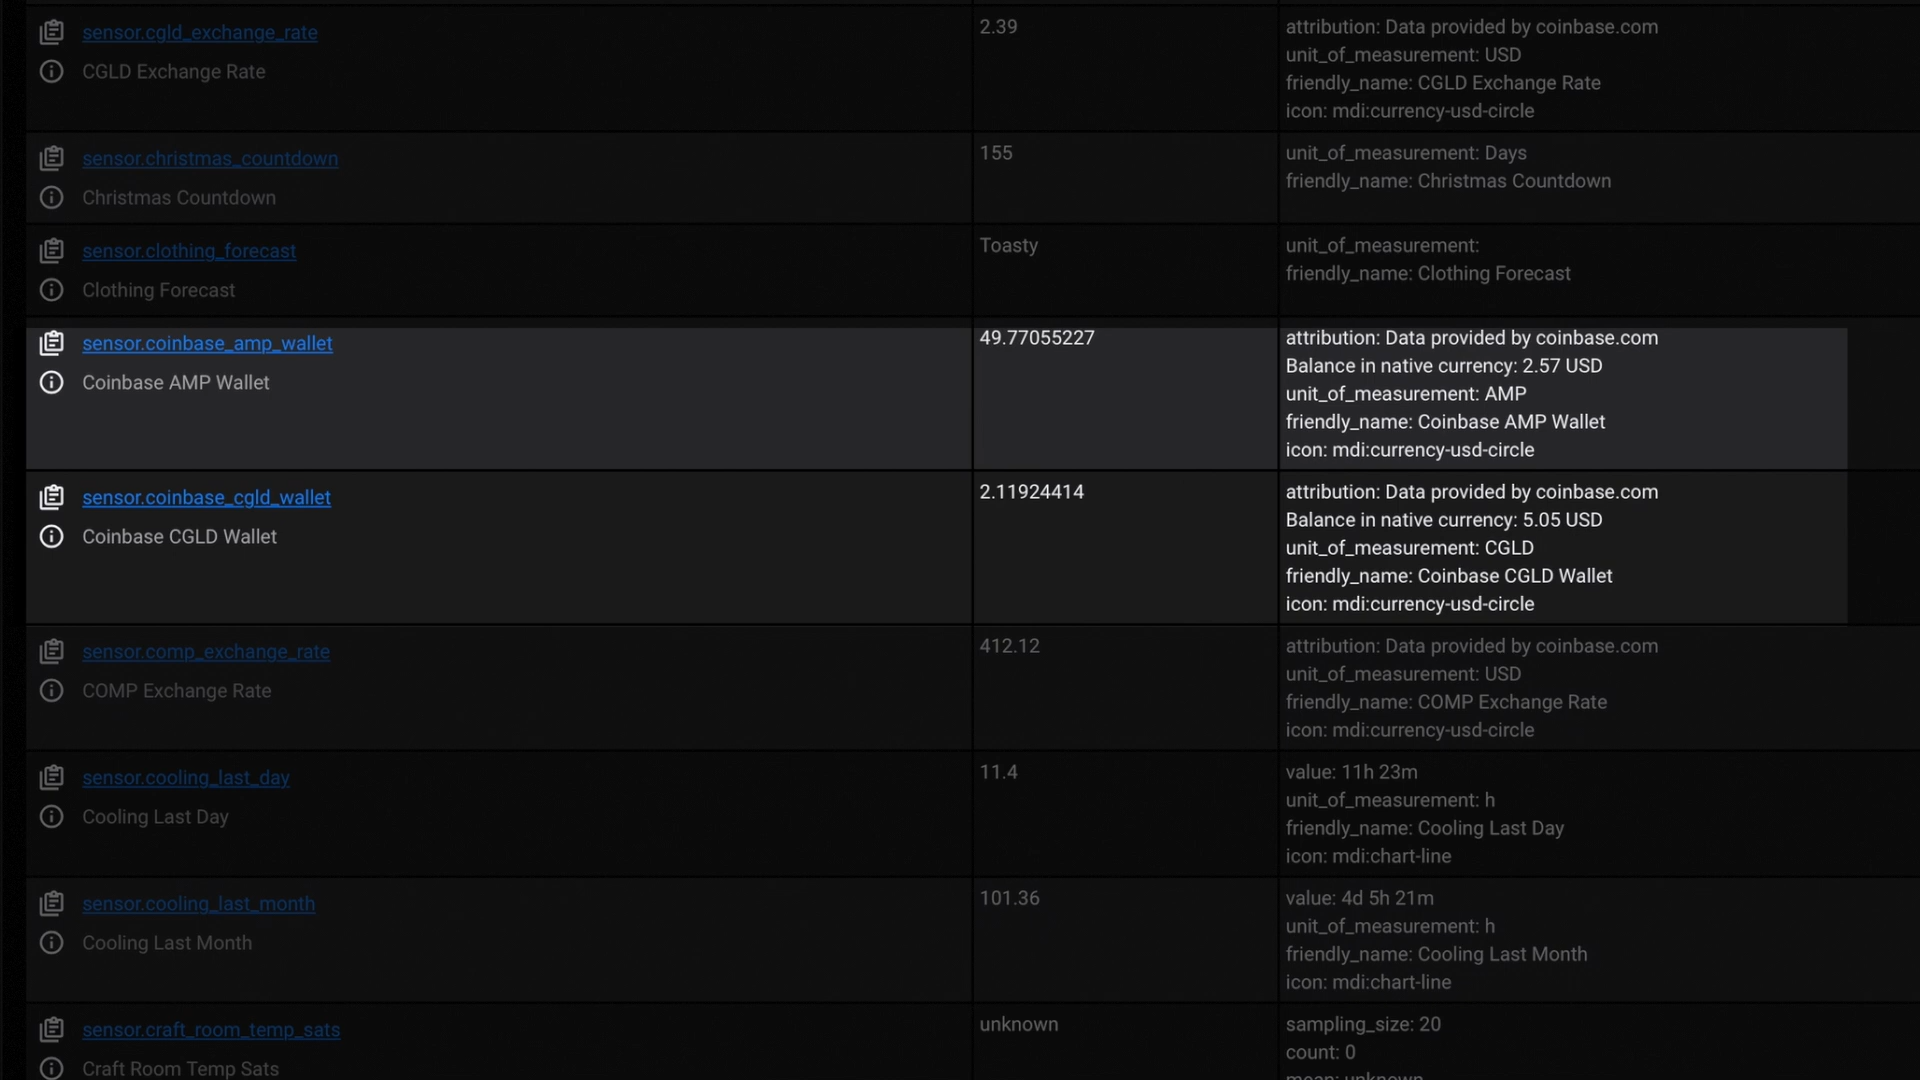 sensor.cgld_exchange_rate
CGLD Exchange Rate
2.39
attribution: Data provided by coinbase.com
unit_of_measurement: USD
friendly_name: CGLD Exchange Rate
icon: mdi:currency-usd-circle
sensor.christmas_countdown
Christmas Countdown
155
unit_of_measurement: Days
friendly_name: Christmas Countdown
sensor.clothing_forecast
Clothing Forecast
Toasty
unit_of_measurement:
friendly_name: Clothing Forecast
sensor.coinbase_amp_wallet
Coinbase AMP Wallet
49.77055227
attribution: Data provided by coinbase.com
Balance in native currency: 2.57 USD
unit_of_measurement: AMP
friendly_name: Coinbase AMP Wallet
icon: mdi:currency-usd-circle
sensor.coinbase_cgld_wallet
Coinbase CGLD Wallet
2.11924414
attribution: Data provided by coinbase.com
Balance in native currency: 5.05 USD
unit_of_measurement: CGLD
friendly_name: Coinbase CGLD Wallet
icon: mdi:currency-usd-circle
sensor.comp_exchange_rate
COMP Exchange Rate
412.12
attribution: Data provided by coinbase.com
unit_of_measurement: USD
friendly_name: COMP Exchange Rate
icon: mdi:currency-usd-circle
sensor.cooling_last_day
Cooling Last Day
11.4
value: 11h 23m
unit_of_measurement: h
friendly_name: Cooling Last Day
icon: mdi:chart-line
sensor.cooling_last_month
Cooling Last Month
101.36
value: 4d 5h 21m
unit_of_measurement: h
friendly_name: Cooling Last Month
icon: mdi:chart-line
sensor.craft_room_temp_sats
Craft Room Temp Sats
unknown
sampling_size: 20
count: 0
mean: unknown